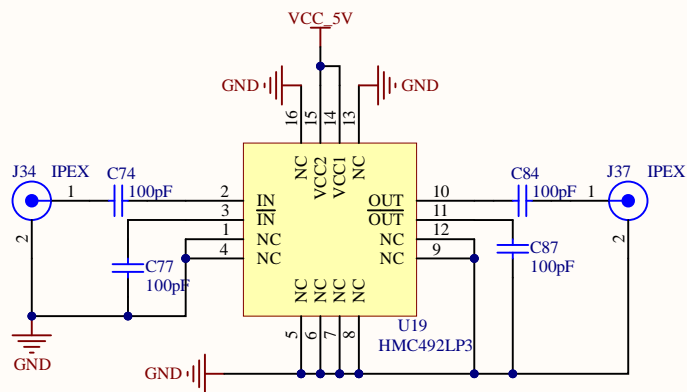 VCC_5V
GND
GND
16
15
14
13
NC
VCC2
VCC1
NC
J34
IPEX
C74
C84
J37
IPEX
1
100pF
2
IN
OUT
10
100pF
1
3
IN
OUT
11
2
1
NC
NC
12
C87
2
C77
4
NC
NC
9
100pF
100pF
NC
NC
NC
NC
5
6
7
8
U19
HMC492LP3
GND
GND